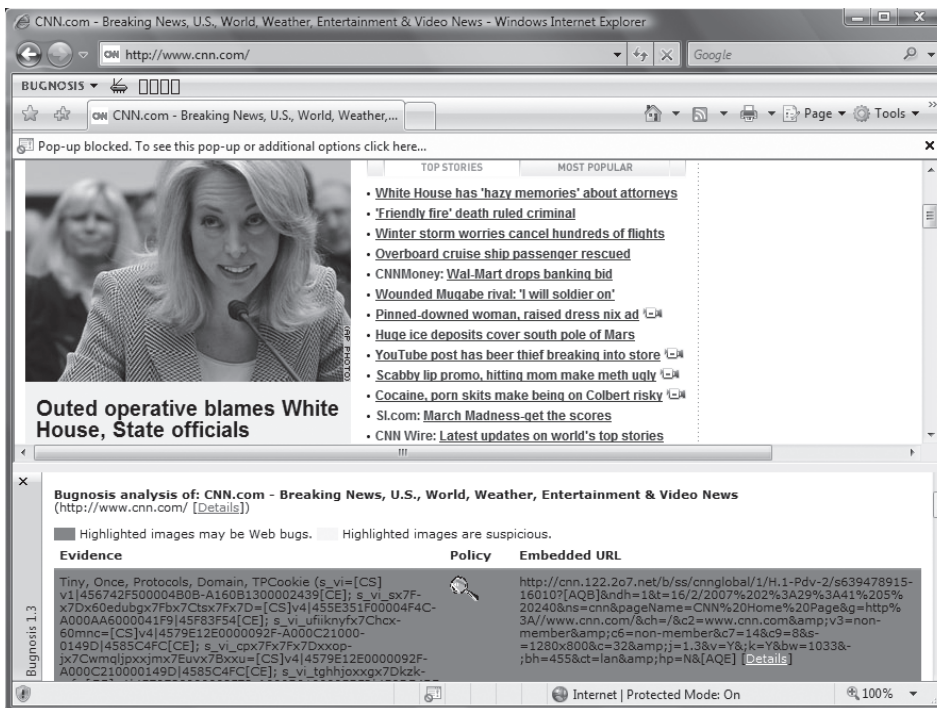 CNN.com - Breaking News, U.S., World, Weather, Entertainment & Video News - Windows Internet Explorer
http://www.cnn.com/
Google
BUGNOSIS
CNN.com - Breaking News, U.S., World, Weather,...
Page
Tools
Pop-up blocked. To see this pop-up or additional options click here...
TOP STORIES
MOST POPULAR
• White House has 'hazy memories' about attorneys
• 'Friendly fire' death ruled criminal
• Winter storm worries cancel hundreds of flights
• Overboard cruise ship passenger rescued
• CNNMoney: Wal-Mart drops banking bid
• Wounded Mugabe rival: 'I will soldier on'
• Pinned-downed woman, raised dress nix ad
• Huge ice deposits cover south pole of Mars
• YouTube post has beer thief breaking into store
• Scabby lip promo, hitting mom make meth ugly
• Cocaine, porn skits make being on Colbert risky
• SI.com: March Madness-get the scores
• CNN Wire: Latest updates on world's top stories
(AP PHOTO)
Outed operative blames White
House, State officials
Bugnosis analysis of: CNN.com - Breaking News, U.S., World, Weather, Entertainment & Video News
(http://www.cnn.com/ [Details])
Highlighted images may be Web bugs. Highlighted images are suspicious.
Evidence Policy Embedded URL
Tiny, Once, Protocols, Domain, TPCookie (s_vi=[CS]
v1|456742F500004B0B-A160B1300002439[CE]; s_vi_sx7F-
x7Dx60edubgx7Fbx7Ctsx7Fx7D=[CS]v4|455E351F00004F4C-
A000AA6000041F9|45F83F54[CE]; s_vi_ufiiknyfx7Chcx-
60mnc=[CS]v4|4579E12E0000092F-A000C21000-
0149D|4585C4FC[CE]; s_vi_cpx7Fx7Fx7Dxxop-
jx7Cwmqljpxxjmx7Euvx7Bxxu=[CS]v4|4579E12E0000092F-
A000C210000149D|4585C4FC[CE]; s_vi_tghhjoxxgx7Dkzk-
http://cnn.122.2o7.net/b/ss/cnnglobal/1/H.1-Pdv-2/s639478915-
16010?[AQB]&ndh=1&t=16/2/2007%202%3A29%3A41%205%
20240&ns=cnn&pageName=CNN%20Home%20Page&g=http%
3A//www.cnn.com/&ch=/&c2=www.cnn.com&amp;v3=non-
member&amp;c6=non-member&c7=14&c9=8&s-
=1280x800&c=32&amp;j=1.3&v=Y&;k=Y&bw=1033&-
;bh=455&ct=lan&amp;hp=N&[AQE] [Details]
Bugnosis 1.3
Internet | Protected Mode: On
100%